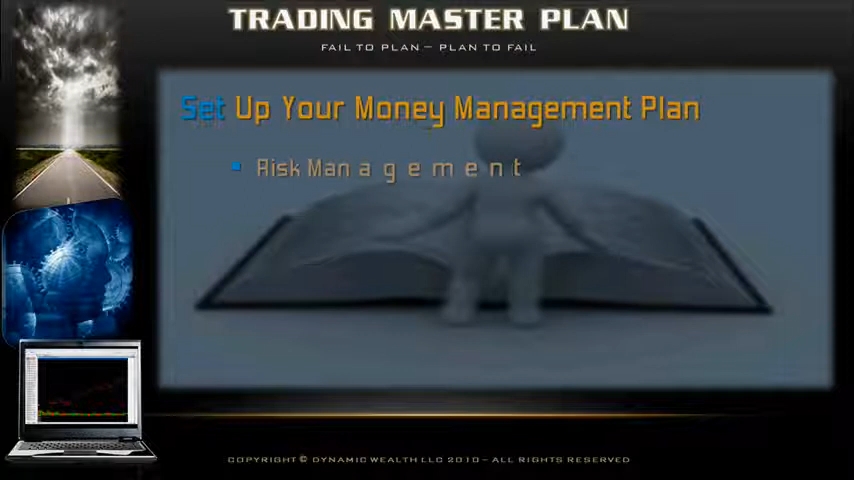 TRADING MASTER PLAN
FAIL TO PLAN – PLAN TO FAIL
Set Up Your Money Management Plan
▪ Risk Management
COPYRIGHT © DYNAMIC WEALTH LLC 2010 – ALL RIGHTS RESERVED